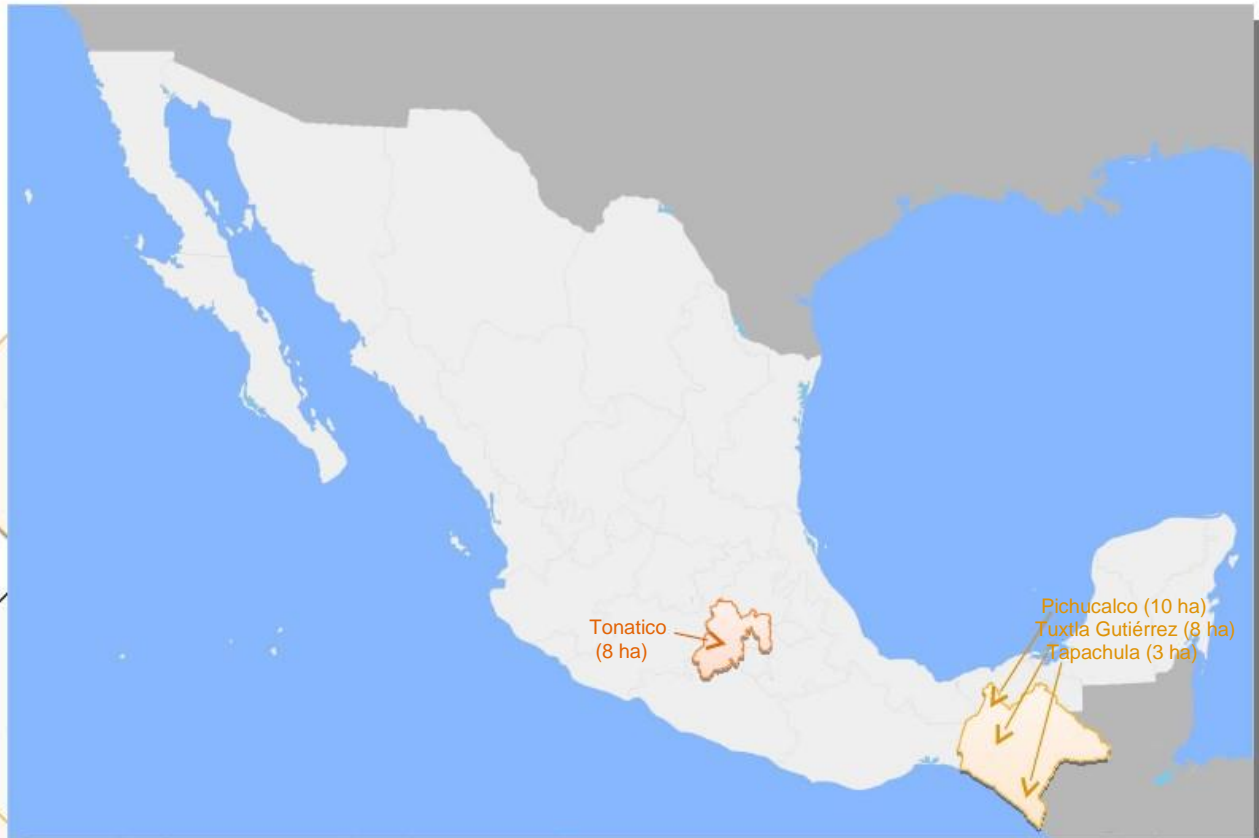 Tonatico
(8 ha)
Pichucalco (10 ha)
Tuxtla Gutiérrez (8 ha)
Tapachula (3 ha)